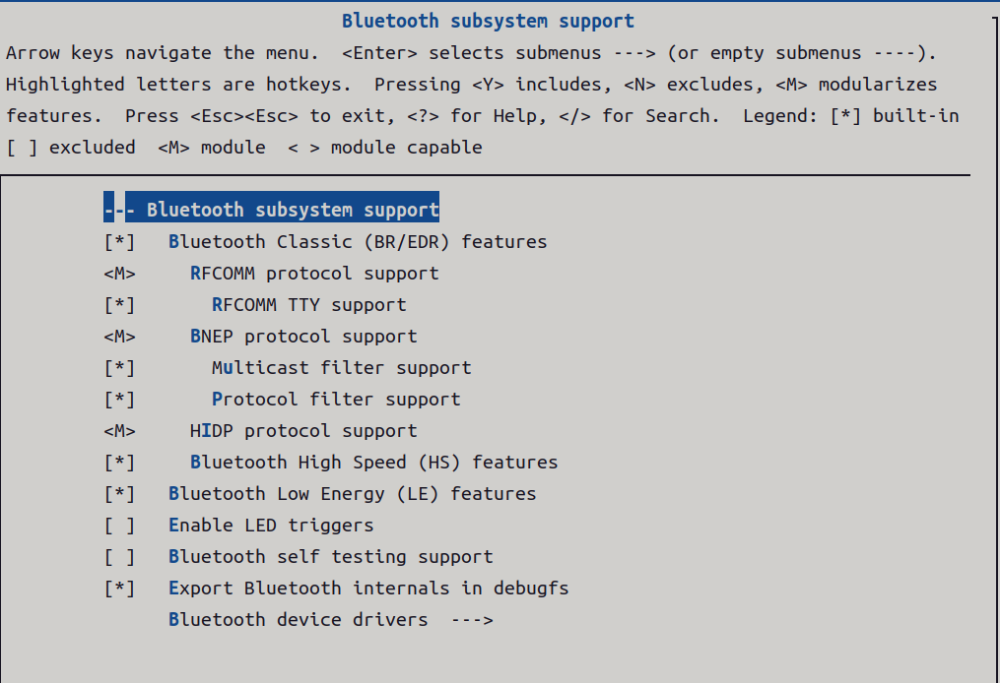 Bluetooth subsystem support
Arrow keys navigate the menu.  <Enter> selects submenus ---> (or empty submenus ----).
Highlighted letters are hotkeys.  Pressing <Y> includes, <N> excludes, <M> modularizes
features.  Press <Esc><Esc> to exit, <?> for Help, </> for Search.  Legend: [*] built-in
[ ] excluded  <M> module  < > module capable
--- Bluetooth subsystem support
[*]   Bluetooth Classic (BR/EDR) features
<M>     RFCOMM protocol support
[*]       RFCOMM TTY support
<M>     BNEP protocol support
[*]       Multicast filter support
[*]       Protocol filter support
<M>     HIDP protocol support
[*]     Bluetooth High Speed (HS) features
[*]   Bluetooth Low Energy (LE) features
[ ]   Enable LED triggers
[ ]   Bluetooth self testing support
[*]   Export Bluetooth internals in debugfs
      Bluetooth device drivers  --->